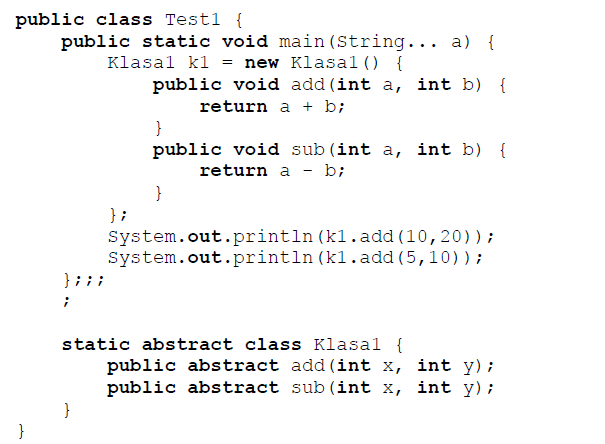 public class Test1 {
    public static void main(String... a) {
        Klasa1 k1 = new Klasa1() {
            public void add(int a, int b) {
                return a + b;
            }
            public void sub(int a, int b) {
                return a - b;
            }
        };
        System.out.println(k1.add(10,20));
        System.out.println(k1.add(5,10));
    };;;
    ;
    static abstract class Klasa1 {
        public abstract add(int x, int y);
        public abstract sub(int x, int y);
    }
}